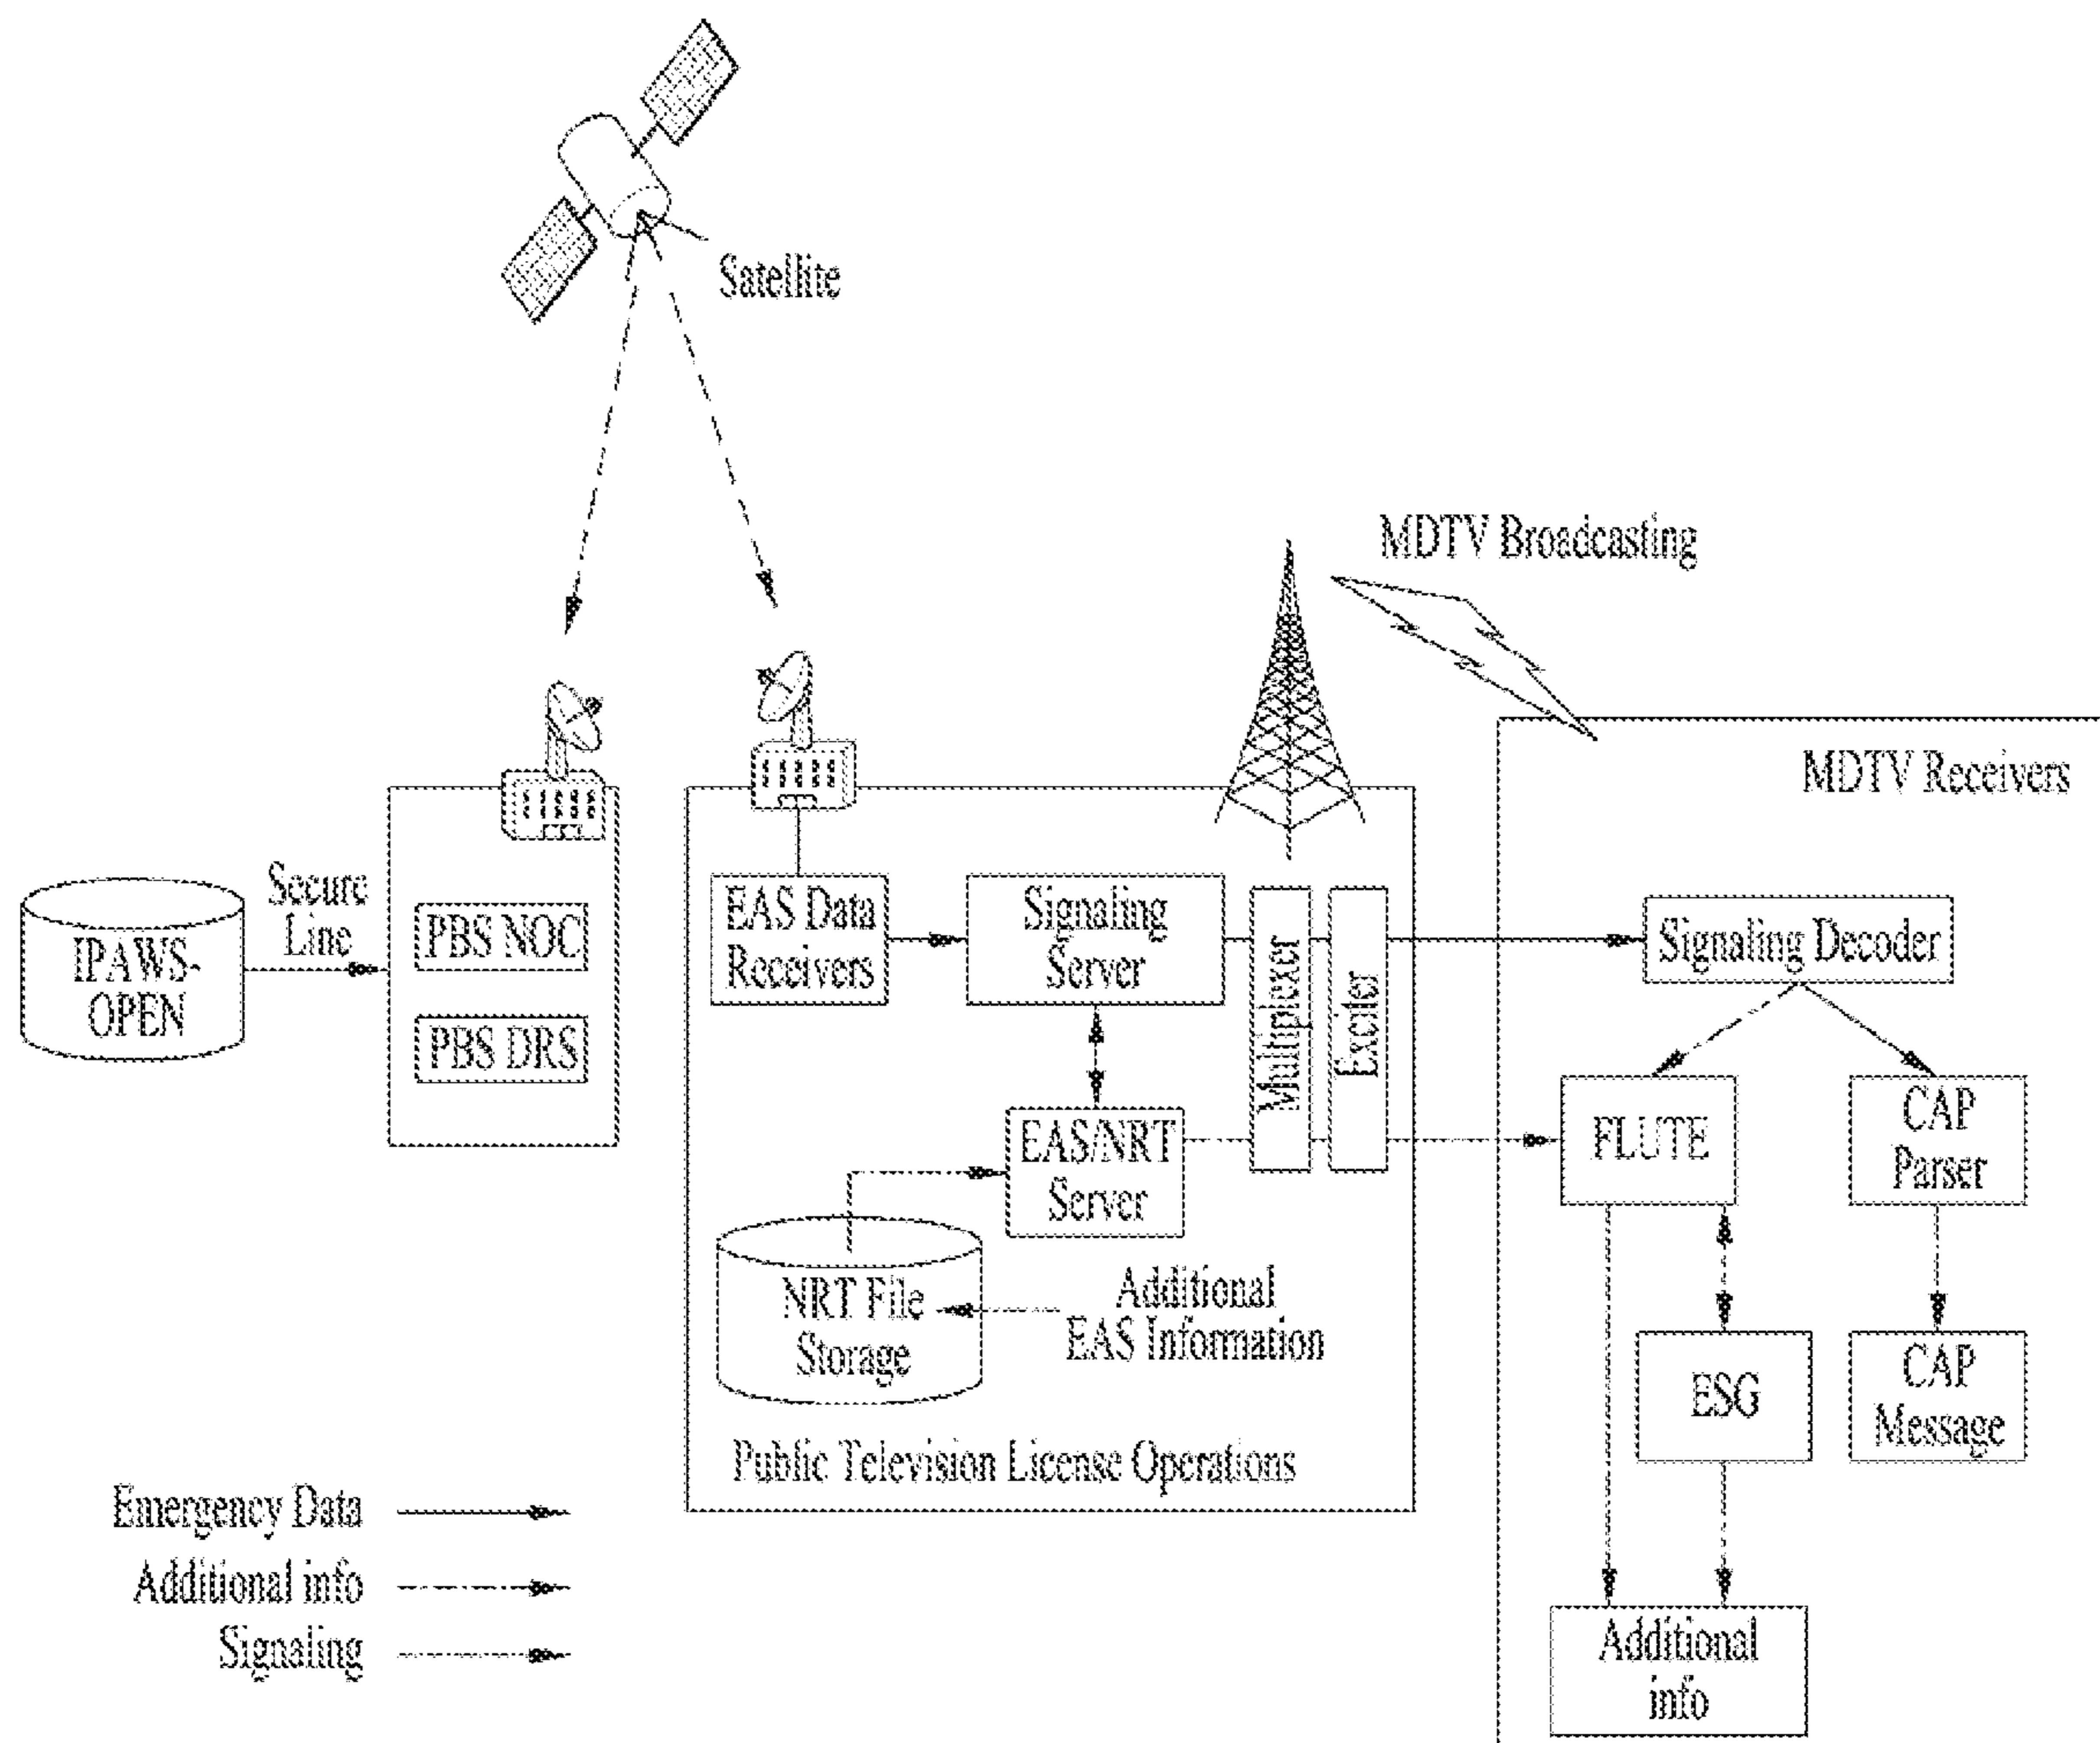 Satellite
MDTV Broadcasting
MDTV Receivers
Secure
Line
IPAWS-
OPEN
PBS NOC
PBS DRS
EAS Data
Receivers
Signaling
Server
Multiplexer
Exciter
EAS/NRT
Server
NRT File
Storage
Additional
EAS Information
Public Television License Operations
Signaling Decoder
FLUTE
CAP
Parser
ESG
CAP
Message
Additional
info
Emergency Data
Additional info
Signaling